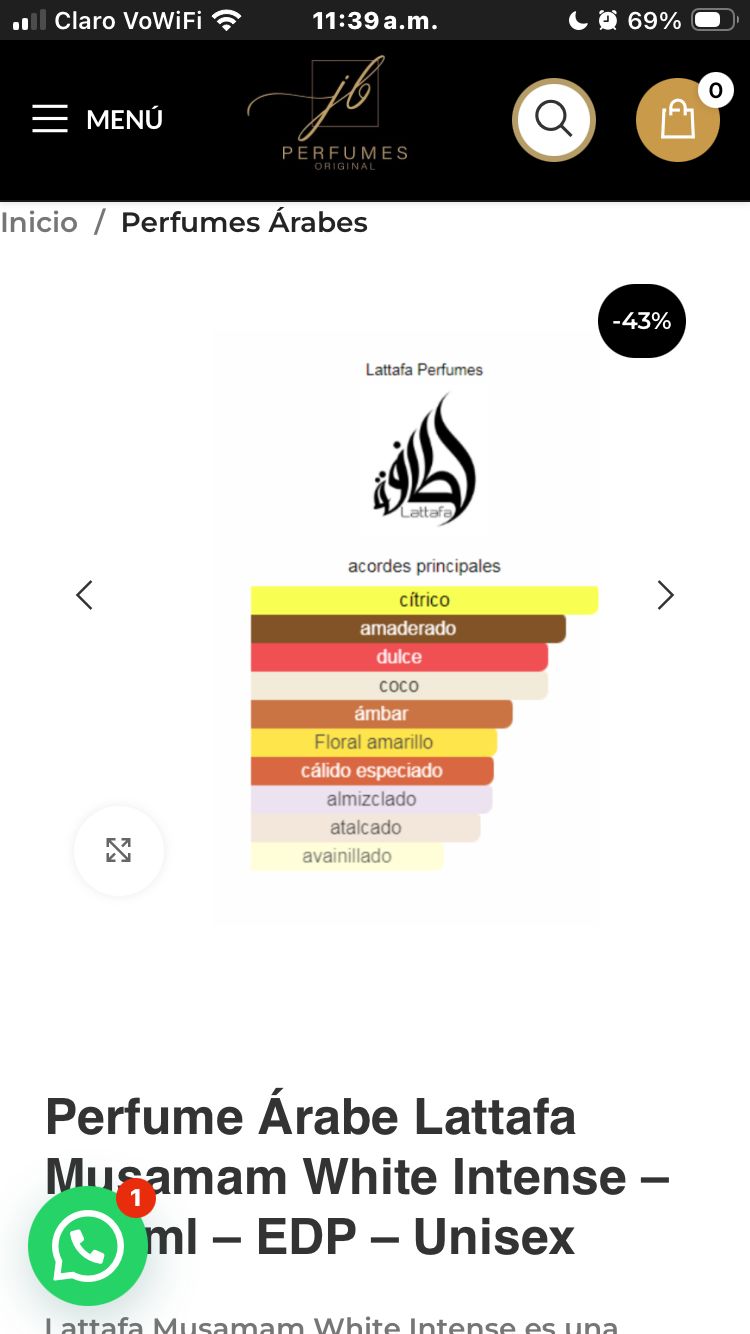 Claro VoWiFi 11:39 a.m. 69%
MENÚ
jb
PERFUMES
ORIGINAL
0
Inicio / Perfumes Árabes
-43%
Lattafa Perfumes
لطافة
Lattafa
acordes principales
cítrico
amaderado
dulce
coco
ámbar
Floral amarillo
cálido especiado
almizclado
atalcado
avainillado
Perfume Árabe Lattafa
Musamam White Intense –
ml – EDP – Unisex
1
Lattafa Musamam White Intense es una